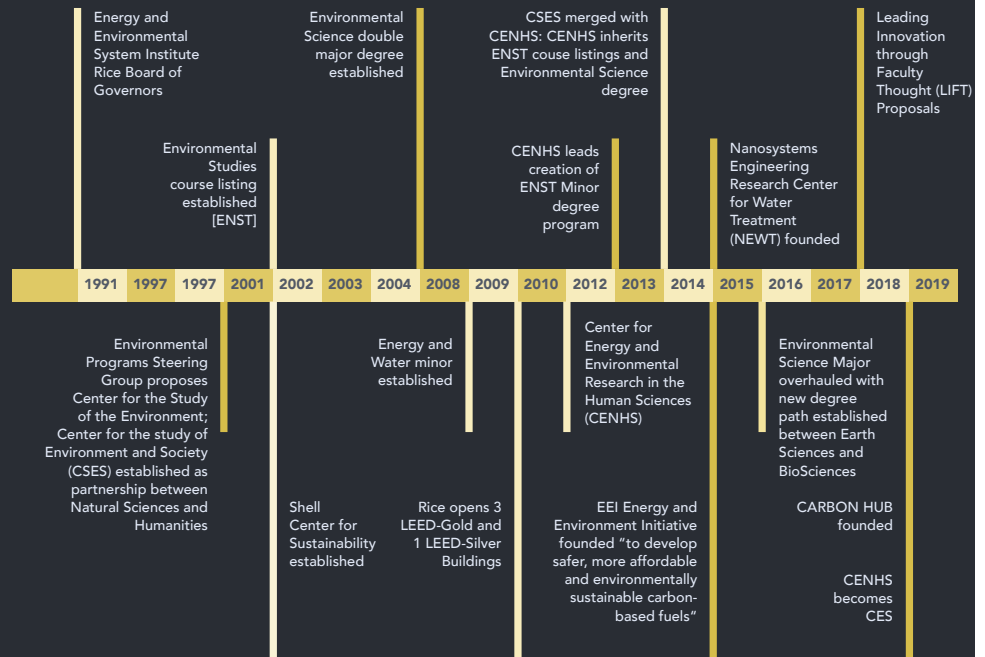 Energy and
Environmental
System Institute
Rice Board of
Governors
Environmental
Science double
major degree
established
CSES merged with
CENHS: CENHS inherits
ENST couse listings and
Environmental Science
degree
Leading
Innovation
through
Faculty
Thought (LIFT)
Proposals
Environmental
Studies
course listing
established
[ENST]
CENHS leads
creation of
ENST Minor
degree
program
Nanosystems
Engineering
Research Center
for Water
Treatment
(NEWT) founded
1991 1997 1997 2001 2002 2003 2004 2008 2009 2010 2012 2013 2014 2015 2016 2017 2018 2019
Environmental
Programs Steering
Group proposes
Center for the Study
of the Environment;
Center for the study of
Environment and Society
(CSES) established as
partnership between
Natural Sciences and
Humanities
Energy and
Water minor
established
Center for
Energy and
Environmental
Research in the
Human Sciences
(CENHS)
Environmental
Science Major
overhauled with
new degree
path established
between Earth
Sciences and
BioSciences
Shell
Center for
Sustainability
established
Rice opens 3
LEED-Gold and
1 LEED-Silver
Buildings
EEI Energy and
Environment Initiative
founded “to develop
safer, more affordable
and environmentally
sustainable carbon-
based fuels”
CARBON HUB
founded
CENHS
becomes
CES